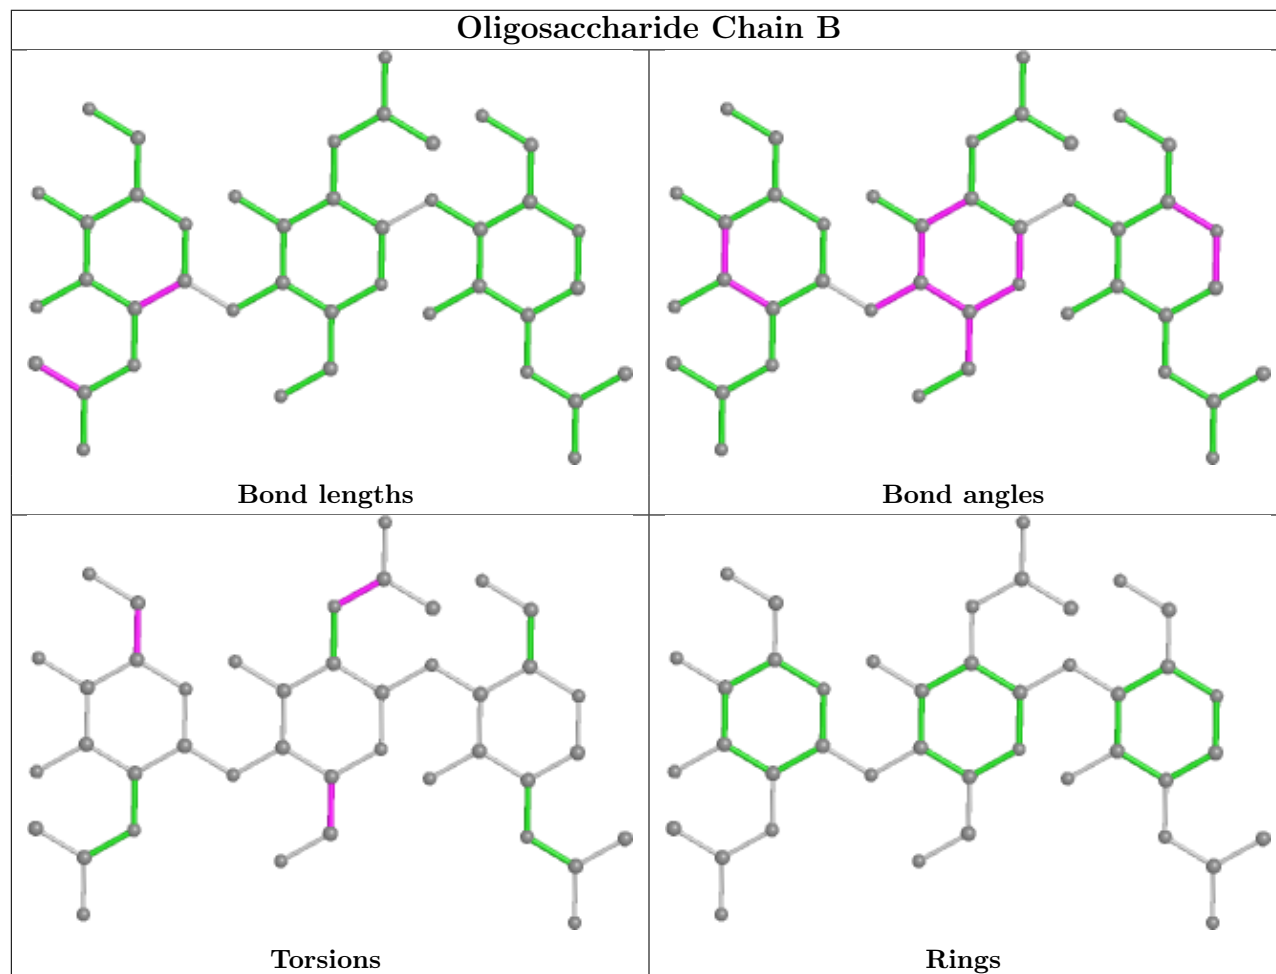 Oligosaccharide Chain B
Bond lengths
Bond angles
Torsions
Rings